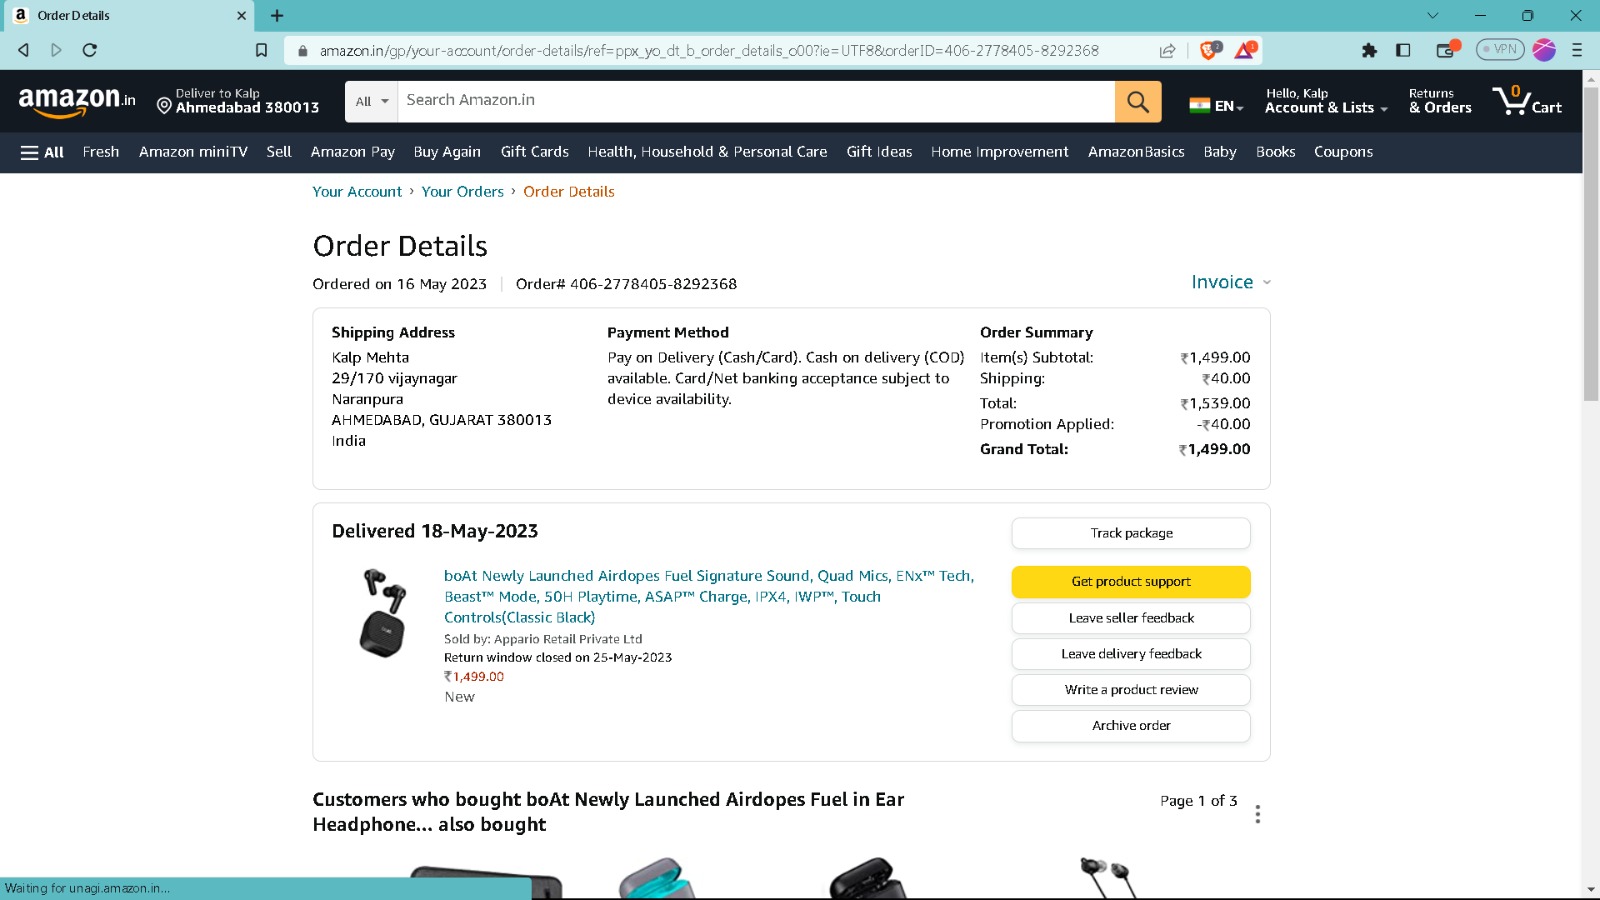 Order Details
amazon.in/gp/your-account/order-details/ref=ppx_yo_dt_b_order_details_o00?ie=UTF8&orderID=406-2778405-8292368
2
1
VPN
amazon.in
Deliver to Kalp
Ahmedabad 380013
All
Search Amazon.in
EN
Hello, Kalp
Account & Lists
Returns
& Orders
0
Cart
All Fresh Amazon miniTV Sell Amazon Pay Buy Again Gift Cards Health, Household & Personal Care Gift Ideas Home Improvement AmazonBasics Baby Books Coupons
Your Account › Your Orders › Order Details
Order Details
Ordered on 16 May 2023 | Order# 406-2778405-8292368
Invoice
Shipping Address
Kalp Mehta
29/170 vijaynagar
Naranpura
AHMEDABAD, GUJARAT 380013
India
Payment Method
Pay on Delivery (Cash/Card). Cash on delivery (COD)
available. Card/Net banking acceptance subject to
device availability.
Order Summary
Item(s) Subtotal: ₹1,499.00
Shipping: ₹40.00
Total: ₹1,539.00
Promotion Applied: -₹40.00
Grand Total: ₹1,499.00
Delivered 18-May-2023
boAt Newly Launched Airdopes Fuel Signature Sound, Quad Mics, ENx™ Tech,
Beast™ Mode, 50H Playtime, ASAP™ Charge, IPX4, IWP™, Touch
Controls(Classic Black)
Sold by: Appario Retail Private Ltd
Return window closed on 25-May-2023
₹1,499.00
New
Track package
Get product support
Leave seller feedback
Leave delivery feedback
Write a product review
Archive order
Customers who bought boAt Newly Launched Airdopes Fuel in Ear
Headphone... also bought
Page 1 of 3
Waiting for unagi.amazon.in...